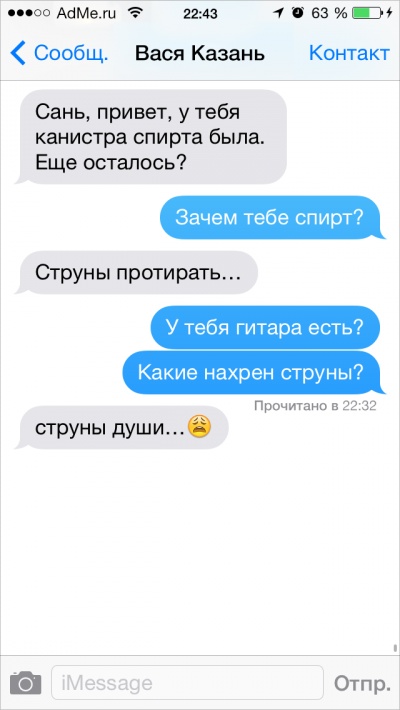 AdMe.ru 22:43 63 %
Сообщ. Вася Казань Контакт
Сань, привет, у тебя
канистра спирта была.
Еще осталось?
Зачем тебе спирт?
Струны протирать...
У тебя гитара есть?
Какие нахрен струны?
Прочитано в 22:32
струны души...
iMessage Отпр.